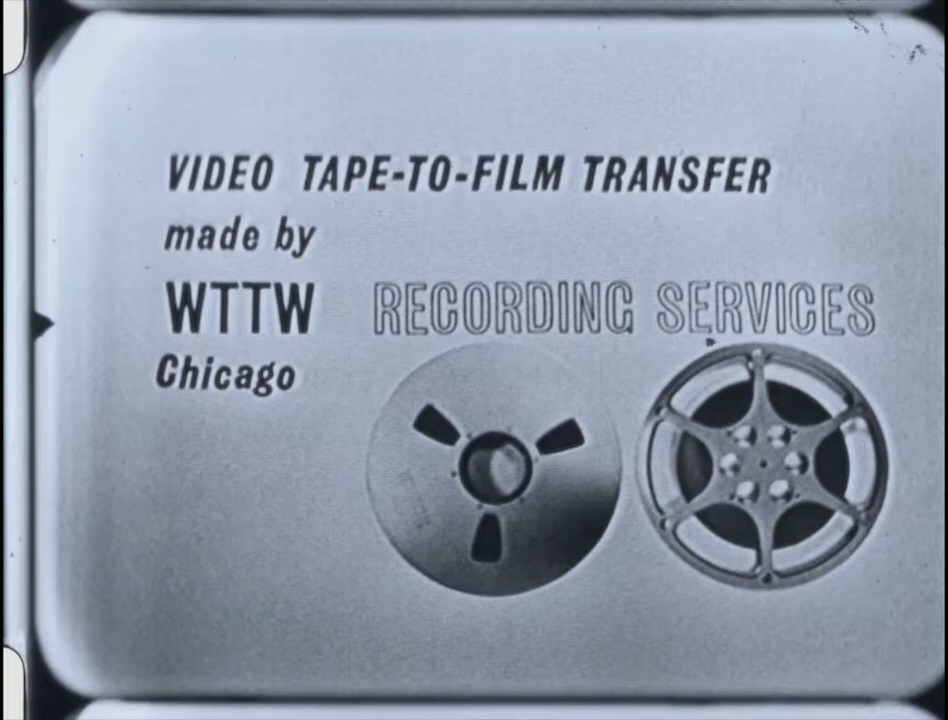 VIDEO TAPE-TO-FILM TRANSFER
made by
WTTW RECORDING SERVICES
Chicago